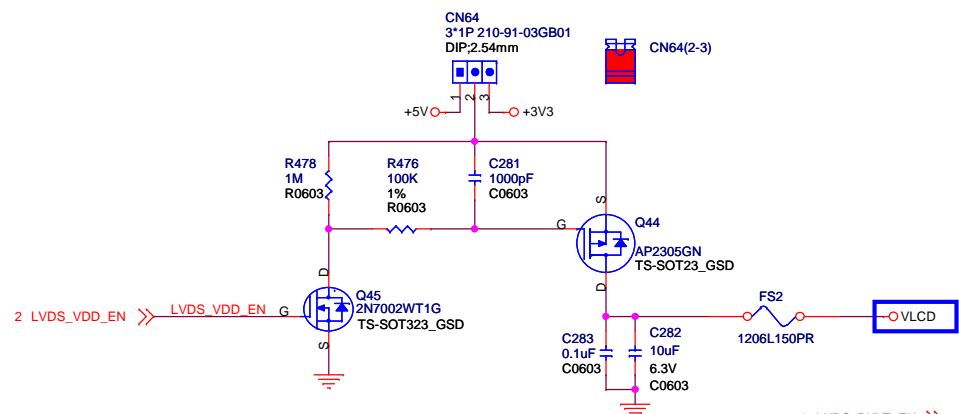 CN64
3*1P 210-91-03GB01
DIP;2.54mm
CN64(2-3)
1
2
3
+5V
+3V3
R478
1M
R0603
R476
100K
1%
R0603
C281
1000pF
C0603
S
G
D
Q44
AP2305GN
TS-SOT23_GSD
2 LVDS_VDD_EN
LVDS_VDD_EN
D
G
S
Q45
2N7002WT1G
TS-SOT323_GSD
C283
0.1uF
C0603
C282
10uF
6.3V
C0603
FS2
1206L150PR
VLCD